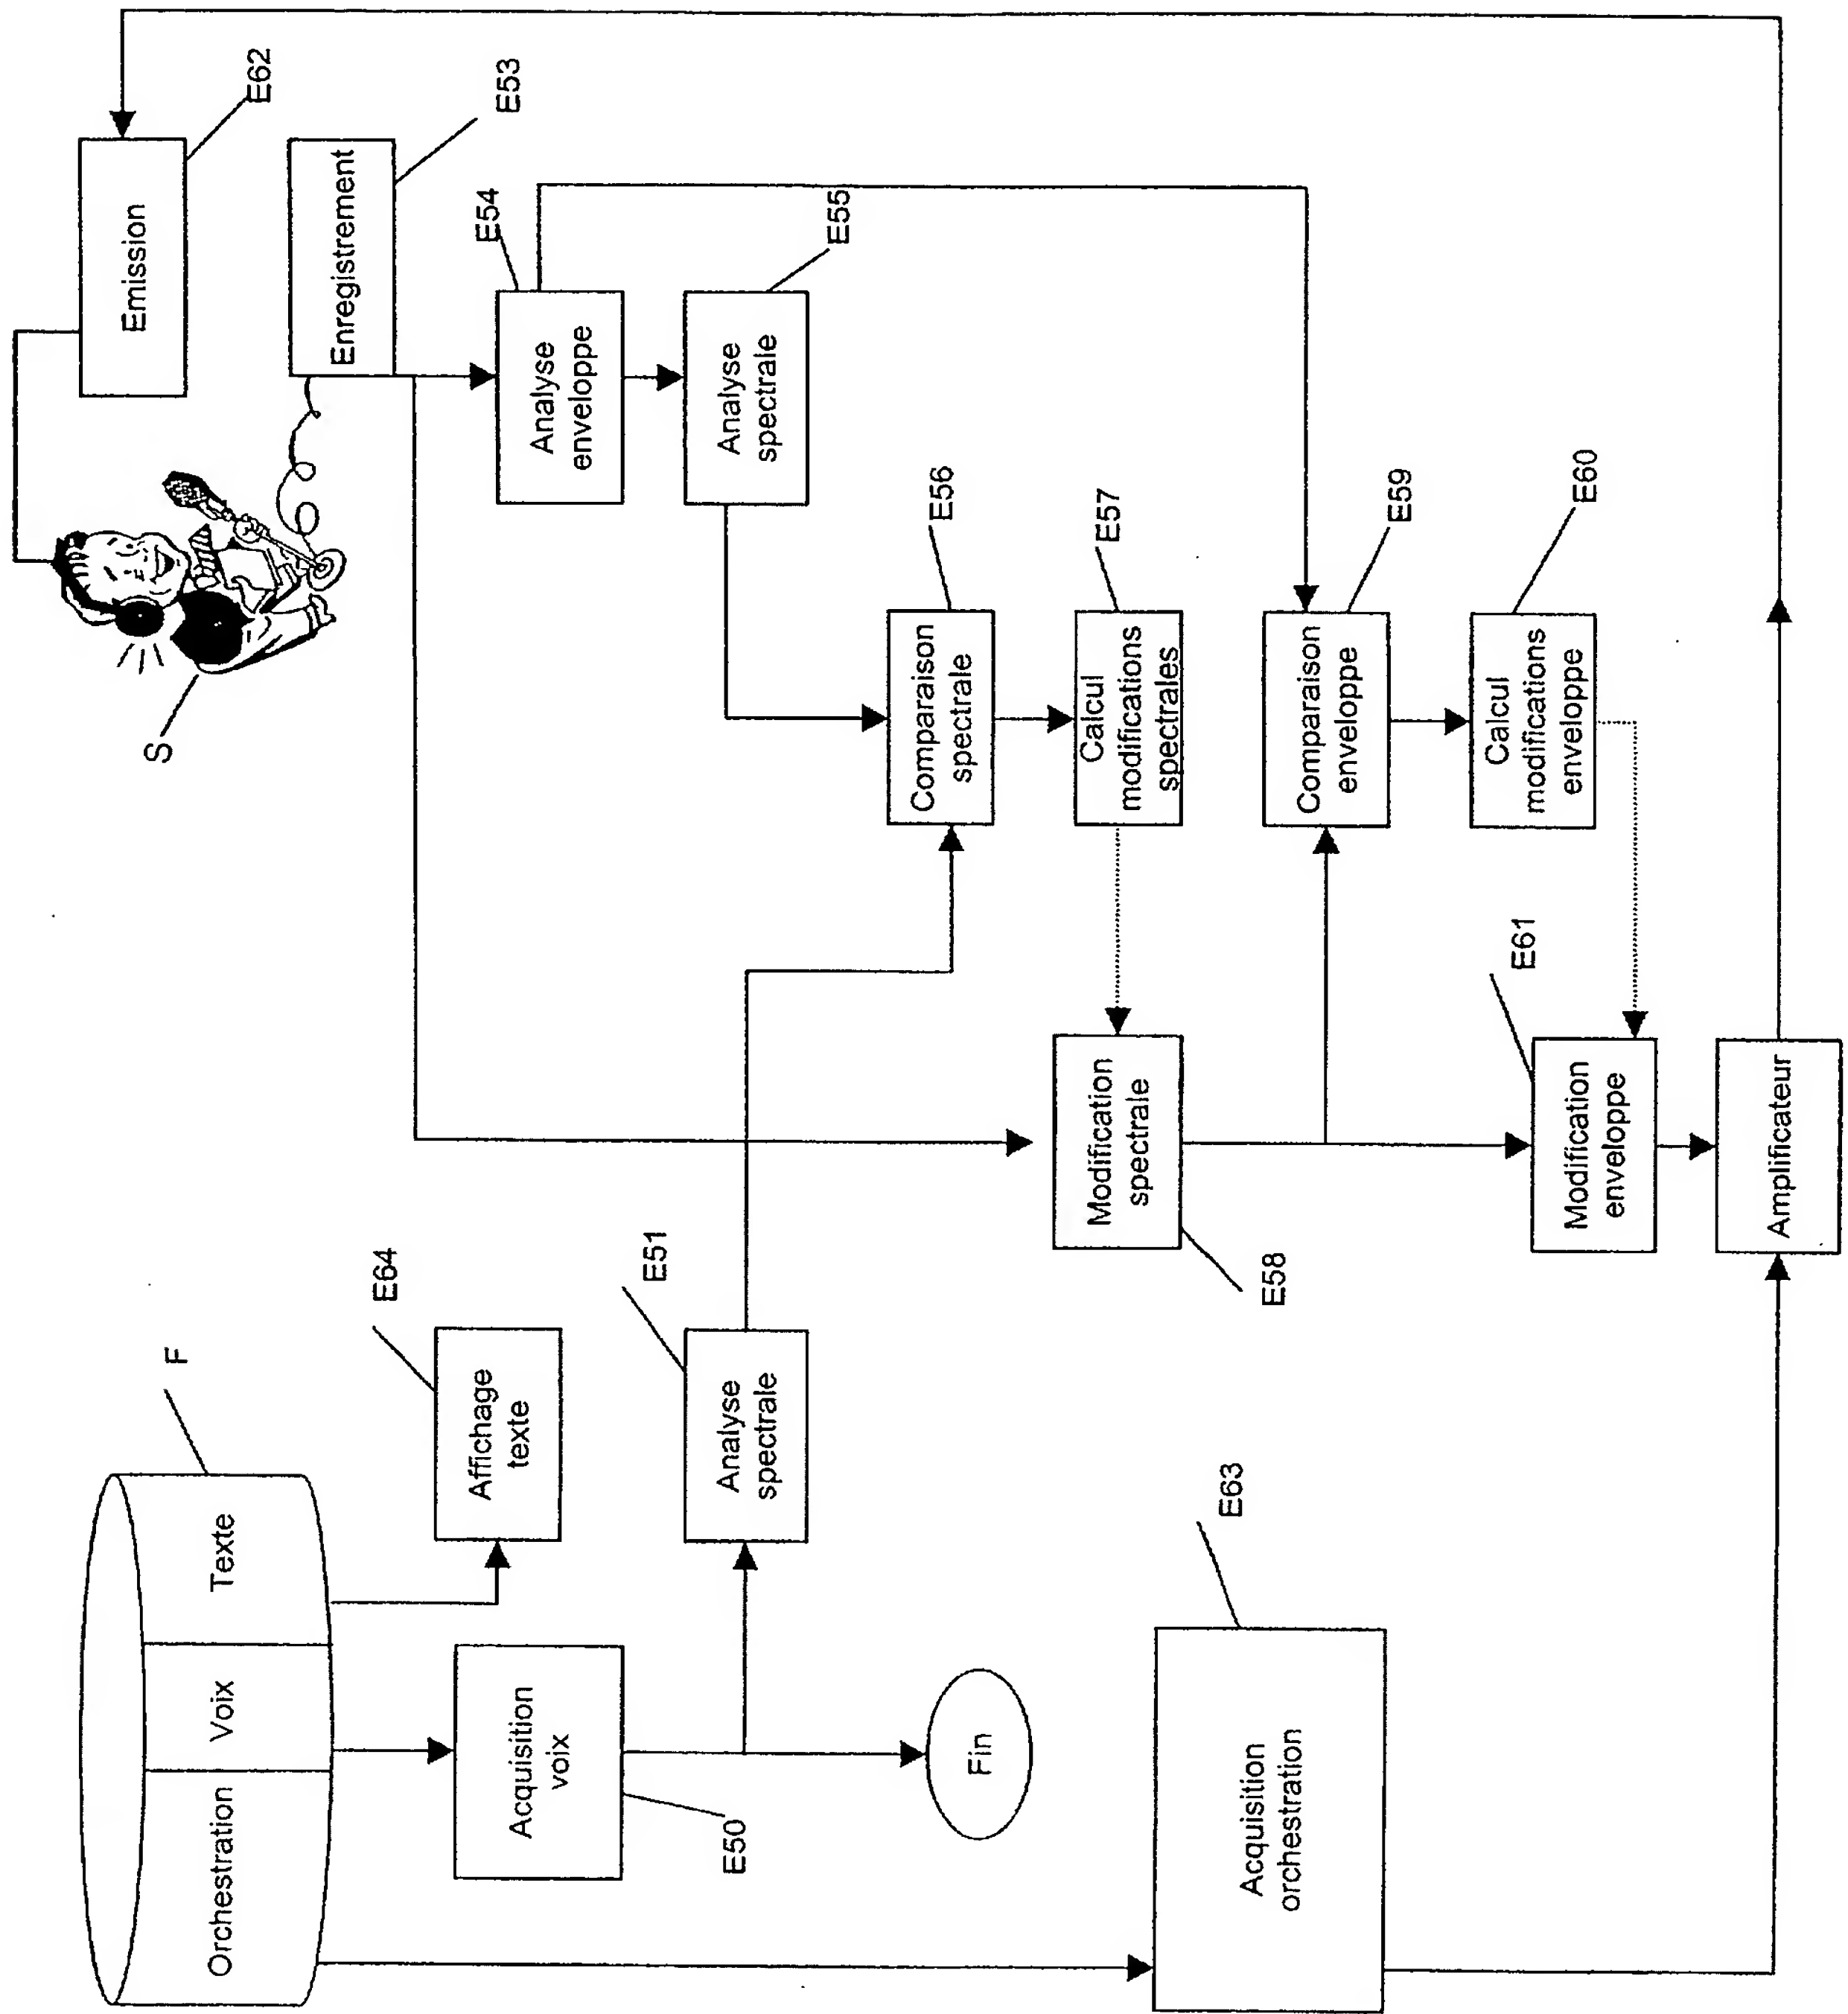 Orchestration
Voix
Texte
F
Acquisition
voix
E50
Affichage
texte
E64
Analyse
spectrale
E51
Fin
Acquisition
orchestration
E63
S
Emission
E62
Enregistrement
E53
Analyse
enveloppe
E54
Analyse
spectrale
E55
Comparaison
spectrale
E56
Calcul
modifications
spectrales
E57
Modification
spectrale
E58
Comparaison
enveloppe
E59
Calcul
modifications
enveloppe
E60
Modification
enveloppe
E61
Amplificateur